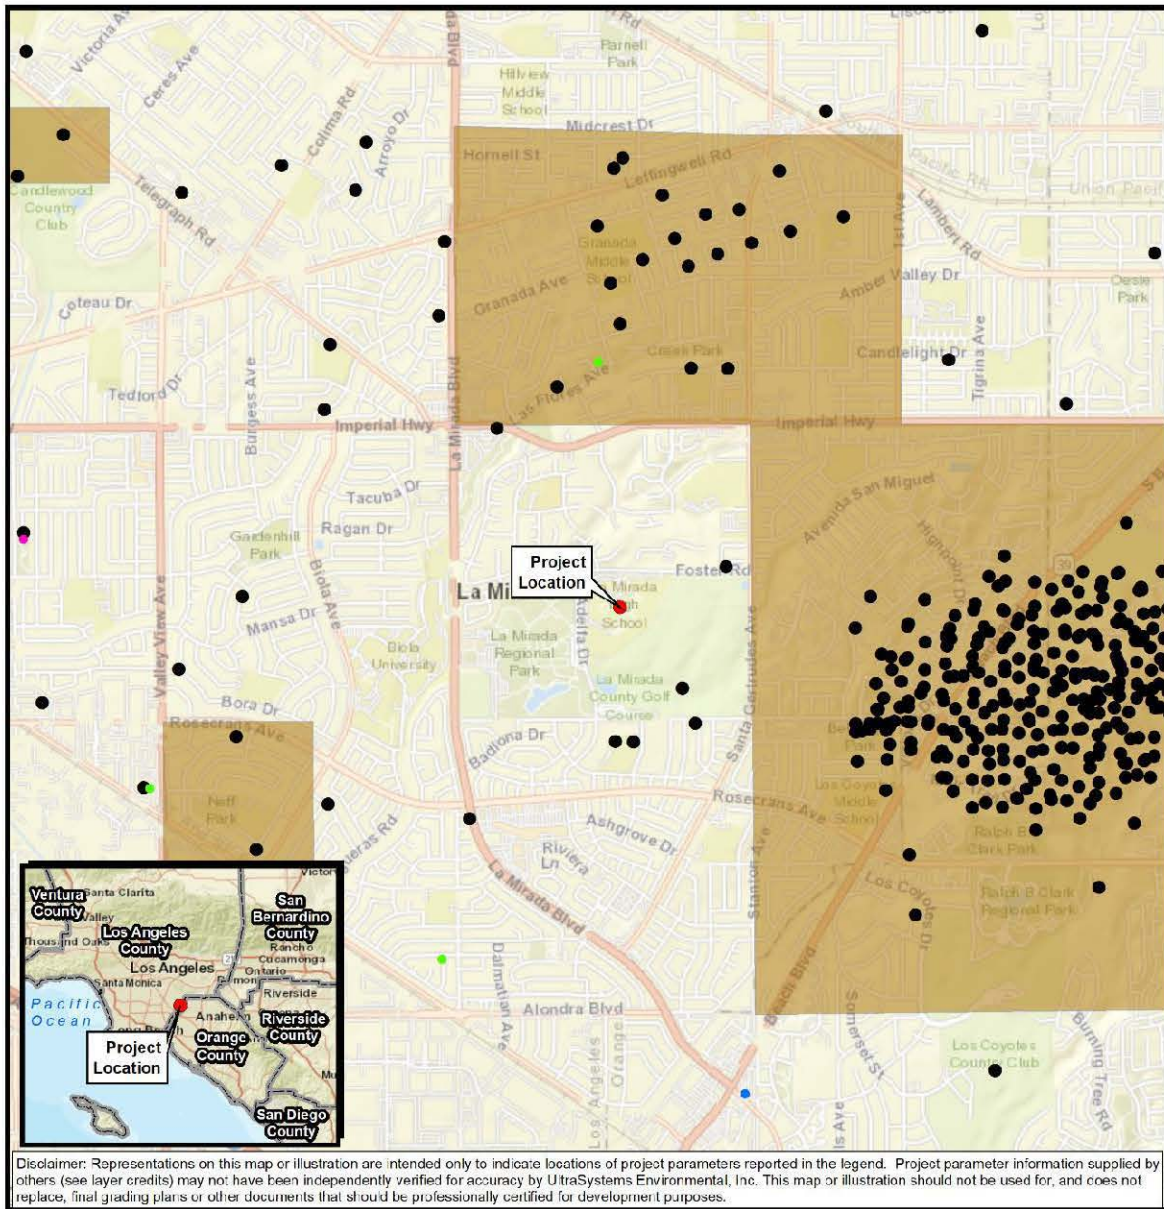 Victoria Ave
Ceres Ave
Colima Rd
Arroyo Dr
Parnell
Park
Hillview
Middle
School
Midcrest Dr
Hornell St
Leffingwell Rd
Pacific RR
Union Pacif
Candlewood
Country
Club
Telegraph Rd
Lambert Rd
1st Ave
Granada
Middle
School
Granada Ave
Amber Valley Dr
Coteau Dr
Creek Park
Candlelight Dr
Tigrina Ave
Tedford Dr
Burgess Ave
La Mirada Blvd
Las Flores Ave
Imperial Hwy
Imperial Hwy
Tacuba Dr
Ragan Dr
Gardenhill
Park
Avenida San Miguel
Highpoint Dr
39
Project
Location
Foster Rd
La Mi
La Mirada
High
School
Adelfa Dr
Biola Ave
Mansa Dr
Biola
University
La Mirada
Regional
Park
La Mirada
County Golf
Course
Valley View Ave
Santa Gertrudes Ave
Bora Dr
Rosecrans Ave
Badiona Dr
Neff
Park
Los Coyotes
Middle
School
Rosecrans Ave
Ashgrove Dr
Riviera
Ln
La Mirada Blvd
Stanton Ave
Los Coyotes Dr
Ralph B
Clark Park
Ralph B Clark
Regional Park
Dalmatian Ave
Alondra Blvd
Beach Blvd
Somerset St
Los Coyotes
Country Club
Burning Tree Rd
Los Angeles
Orange
ls Ave
Ventura
County
Santa Clarita
Valley
Thousand Oaks
Los Angeles
County
Los Angeles
Santa Monica
San
Bernardino
County
Rancho
Cucamonga
Ontario
Riverside
Pacific
Ocean
Anaheim
Riverside
County
Orange
County
Project
Location
San Diego
County
Disclaimer: Representations on this map or illustration are intended only to indicate locations of project parameters reported in the legend. Project parameter information supplied by
others (see layer credits) may not have been independently verified for accuracy by UltraSystems Environmental, Inc. This map or illustration should not be used for, and does not
replace, final grading plans or other documents that should be professionally certified for development purposes.